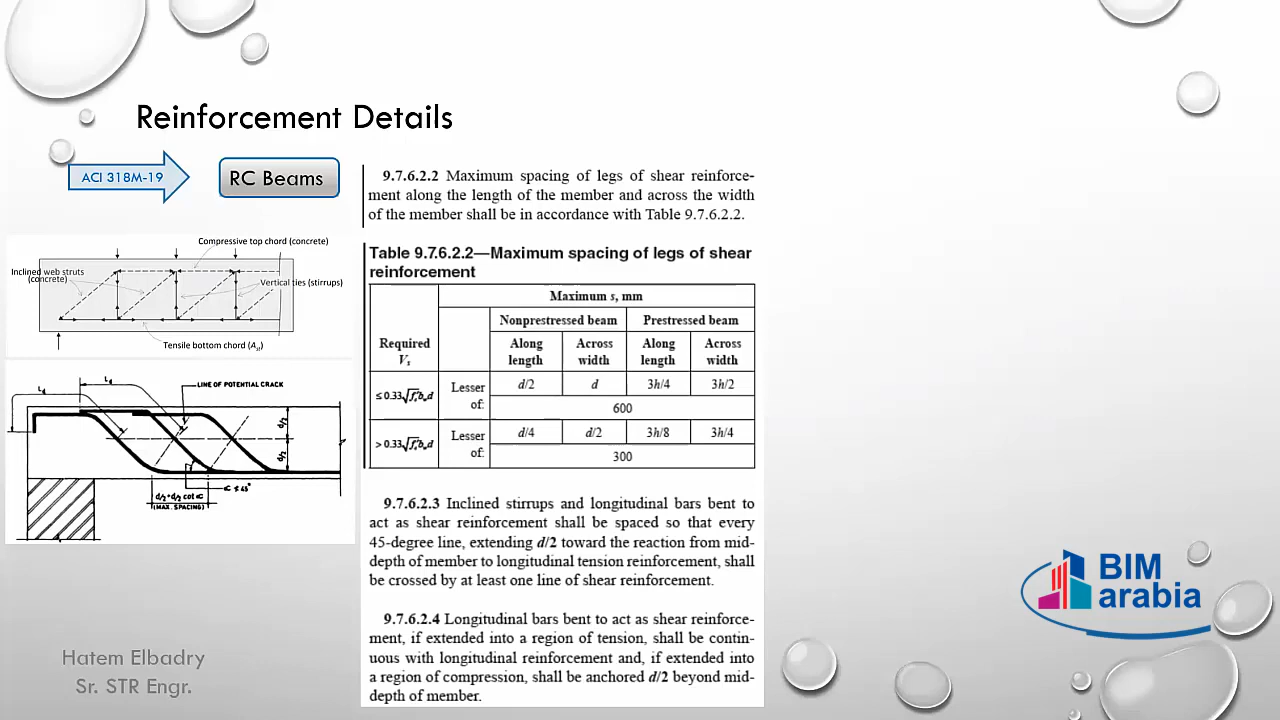 Reinforcement Details
ACI 318M-19
RC Beams
9.7.6.2.2 Maximum spacing of legs of shear reinforce-
ment along the length of the member and across the width
of the member shall be in accordance with Table 9.7.6.2.2.
Compressive top chord (concrete)
Inclined web struts
(concrete)
Vertical ties (stirrups)
Tensile bottom chord (Ast)
Table 9.7.6.2.2—Maximum spacing of legs of shear
reinforcement
Maximum s, mm
Nonprestressed beam Prestressed beam
Required
Vs
Along
length
Across
width
Along
length
Across
width
≤ 0.33√f'c bwd
Lesser
of:
d/2 d 3h/4 3h/2
600
> 0.33√f'c bwd
Lesser
of:
d/4 d/2 3h/8 3h/4
300
Ld
Ld
LINE OF POTENTIAL CRACK
d/2
d/2
∝ ≤ 45°
d/2+d/2 cot ∝
(MAX. SPACING)
9.7.6.2.3 Inclined stirrups and longitudinal bars bent to
act as shear reinforcement shall be spaced so that every
45-degree line, extending d/2 toward the reaction from mid-
depth of member to longitudinal tension reinforcement, shall
be crossed by at least one line of shear reinforcement.
9.7.6.2.4 Longitudinal bars bent to act as shear reinforce-
ment, if extended into a region of tension, shall be contin-
uous with longitudinal reinforcement and, if extended into
a region of compression, shall be anchored d/2 beyond mid-
depth of member.
BIM
arabia
Hatem Elbadry
Sr. STR Engr.